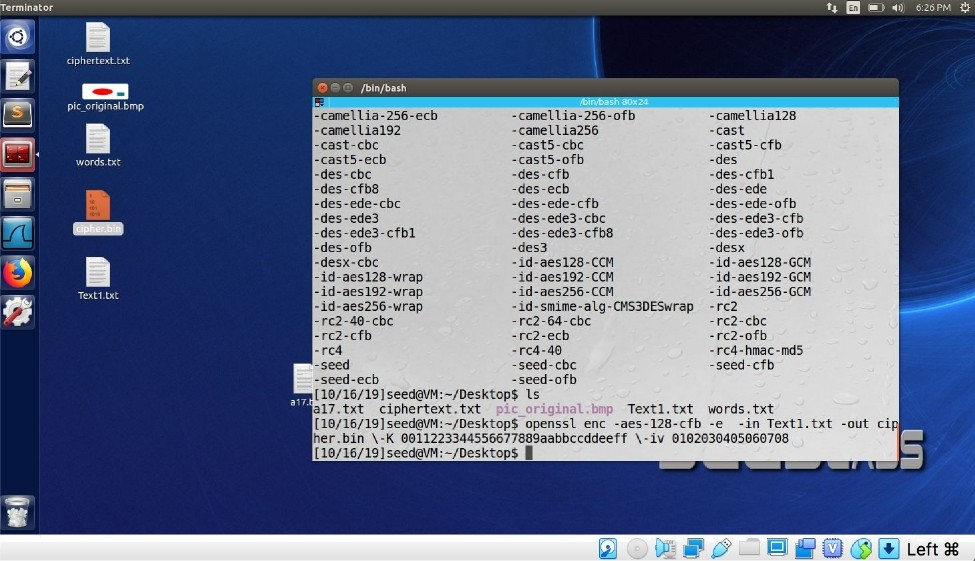 Terminator
En
6:26 PM
ciphertext.txt
pic_original.bmp
words.txt
cipher.bin
Text1.txt
/bin/bash
/bin/bash 80x24
-camellia-256-ecb -camellia-256-ofb -camellia128
-camellia192 -camellia256 -cast
-cast-cbc -cast5-cbc -cast5-cfb
-cast5-ecb -cast5-ofb -des
-des-cbc -des-cfb -des-cfb1
-des-cfb8 -des-ecb -des-ede
-des-ede-cbc -des-ede-cfb -des-ede-ofb
-des-ede3 -des-ede3-cbc -des-ede3-cfb
-des-ede3-cfb1 -des-ede3-cfb8 -des-ede3-ofb
-des-ofb -des3 -desx
-desx-cbc -id-aes128-CCM -id-aes128-GCM
-id-aes128-wrap -id-aes192-CCM -id-aes192-GCM
-id-aes192-wrap -id-aes256-CCM -id-aes256-GCM
-id-aes256-wrap -id-smime-alg-CMS3DESwrap -rc2
-rc2-40-cbc -rc2-64-cbc -rc2-cbc
-rc2-cfb -rc2-ecb -rc2-ofb
-rc4 -rc4-40 -rc4-hmac-md5
-seed -seed-cbc -seed-cfb
-seed-ecb -seed-ofb
[10/16/19]seed@VM:~/Desktop$ ls
a17.txt ciphertext.txt pic_original.bmp Text1.txt words.txt
[10/16/19]seed@VM:~/Desktop$ openssl enc -aes-128-cfb -e -in Text1.txt -out cip
her.bin \-K 00112233445566778​89aabbccddeeff \-iv 0102030405060708
[10/16/19]seed@VM:~/Desktop$
Left ⌘